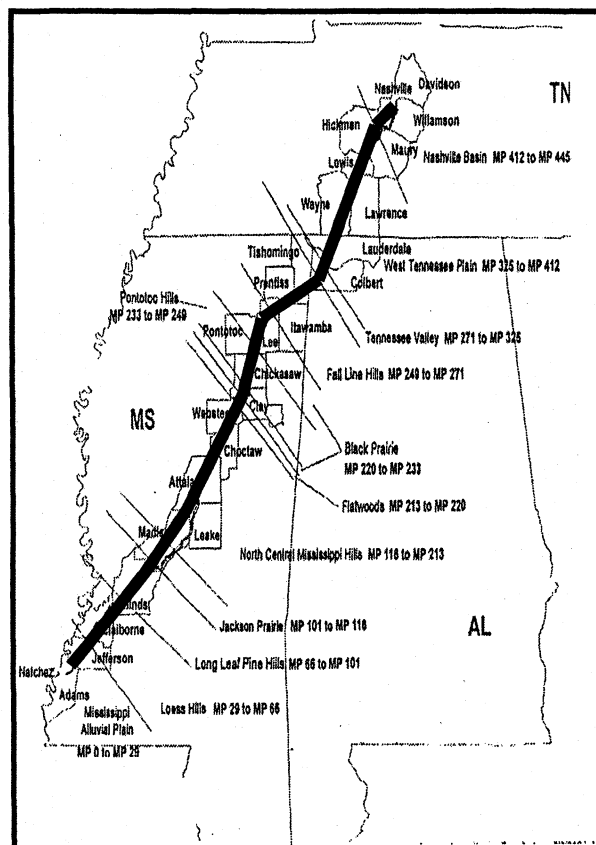 Nashville
Davidson
TN
Hickman
Williamson
Maury
Lewis
Nashville Basin MP 412 to MP 445
Wayne
Lawrence
Tishomingo
Lauderdale
West Tennessee Plain MP 325 to MP 412
Prentiss
Colbert
Pontotoc Hills
MP 233 to MP 249
Pontotoc
Itawamba
Lee
Tennessee Valley MP 271 to MP 325
Chickasaw
Fall Line Hills MP 249 to MP 271
MS
Webster
Clay
Choctaw
Black Prairie
MP 220 to MP 233
Attala
Flatwoods MP 213 to MP 220
Madis
Leake
North Central Mississippi Hills MP 116 to MP 213
Hinds
Jackson Prairie MP 101 to MP 116
AL
Claiborne
Jefferson
Long Leaf Pine Hills MP 66 to MP 101
Natchez
Adams
Loess Hills MP 29 to MP 66
Mississippi
Alluvial Plain
MP 0 to MP 29